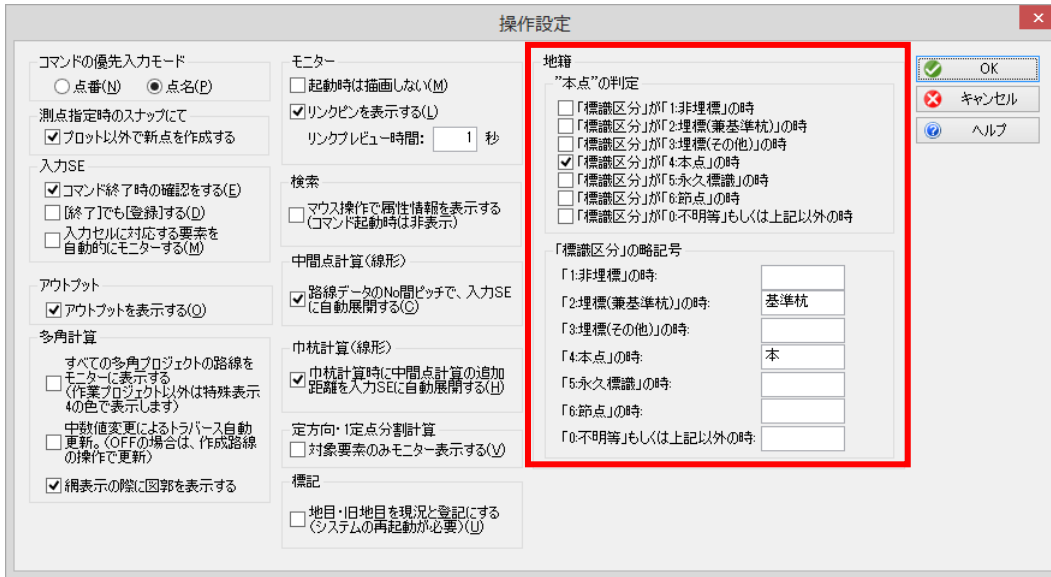 操作設定
コマンドの優先入力モード
点番(N)
点名(P)
測点指定時のスナップにて
プロット以外で新点を作成する
入力SE
コマンド終了時の確認をする(E)
[終了]でも[登録]する(D)
入力セルに対応する要素を
自動的にモニターする(M)
アウトプット
アウトプットを表示する(O)
多角計算
すべての多角プロジェクトの路線を
モニターに表示する
(作業プロジェクト以外は特殊表示
4の色で表示します)
中数値変更によるトラバース自動
更新。(OFFの場合は、作成路線
の操作で更新)
網表示の際に図郭を表示する
モニター
起動時は描画しない(M)
リンクピンを表示する(L)
リンクプレビュー時間: 1 秒
検索
マウス操作で属性情報を表示する
(コマンド起動時は非表示)
中間点計算(線形)
路線データのNo間ピッチで、入力SE
に自動展開する(C)
巾杭計算(線形)
巾杭計算時に中間点計算の追加
距離を入力SEに自動展開する(H)
定方向・1定点分割計算
対象要素のみモニター表示する(V)
標記
地目・旧地目を現況と登記にする
(システムの再起動が必要)(U)
地籍
"本点"の判定
「標識区分」が「1:非埋標」の時
「標識区分」が「2:埋標(兼基準杭)」の時
「標識区分」が「3:埋標(その他)」の時
「標識区分」が「4:本点」の時
「標識区分」が「5:永久標識」の時
「標識区分」が「6:節点」の時
「標識区分」が「0:不明等」もしくは上記以外の時
「標識区分」の略記号
「1:非埋標」の時:
「2:埋標(兼基準杭)」の時: 基準杭
「3:埋標(その他)」の時:
「4:本点」の時: 本
「5:永久標識」の時:
「6:節点」の時:
「0:不明等」もしくは上記以外の時:
OK
キャンセル
ヘルプ